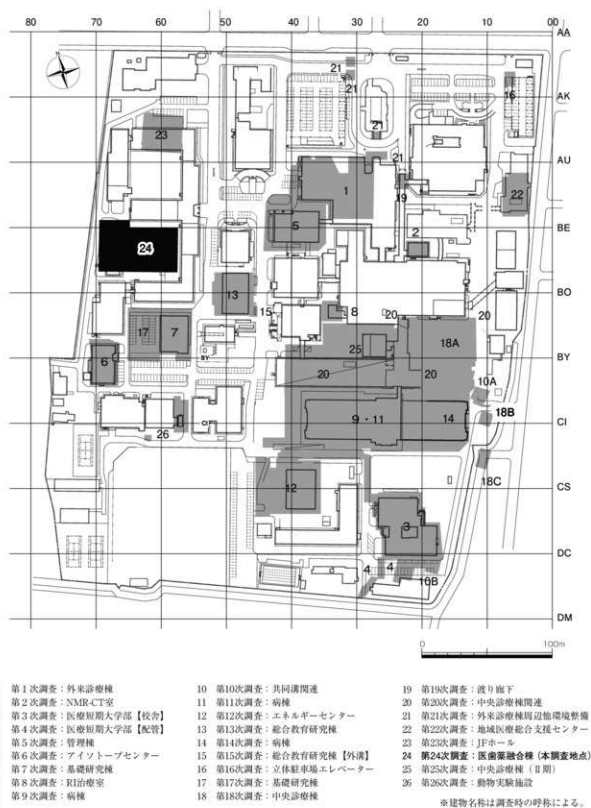 80 70 60 50 40 30 20 10 00
AA
21
21
16
AK
23
21
AU
21
1
19
22
5
2
BE
24
13
BO
15
8
20
20
17
7
25
18A
6
BY
BY
20
20
10A
18B
9・11
14
CI
26
18C
12
CS
3
DC
4
4
10B
DM
0 100m
第1次調査：外来診療棟
第2次調査：NMR-CT室
第3次調査：医療短期大学部【校舎】
第4次調査：医療短期大学部【配管】
第5次調査：管理棟
第6次調査：アイソトープセンター
第7次調査：基礎研究棟
第8次調査：RI治療室
第9次調査：病棟
10 第10次調査：共同溝関連
11 第11次調査：病棟
12 第12次調査：エネルギーセンター
13 第13次調査：総合教育研究棟
14 第14次調査：病棟
15 第15次調査：総合教育研究棟【外溝】
16 第16次調査：立体駐車場エレベーター
17 第17次調査：基礎研究棟
18 第18次調査：中央診療棟
19 第19次調査：渡り廊下
20 第20次調査：中央診療棟関連
21 第21次調査：外来診療棟周辺他環境整備
22 第22次調査：地域医療総合支援センター
23 第23次調査：JFホール
24 第24次調査：医歯薬融合棟（本調査地点）
25 第25次調査：中央診療棟（Ⅱ期）
26 第26次調査：動物実験施設
※建物名称は調査時の呼称による。